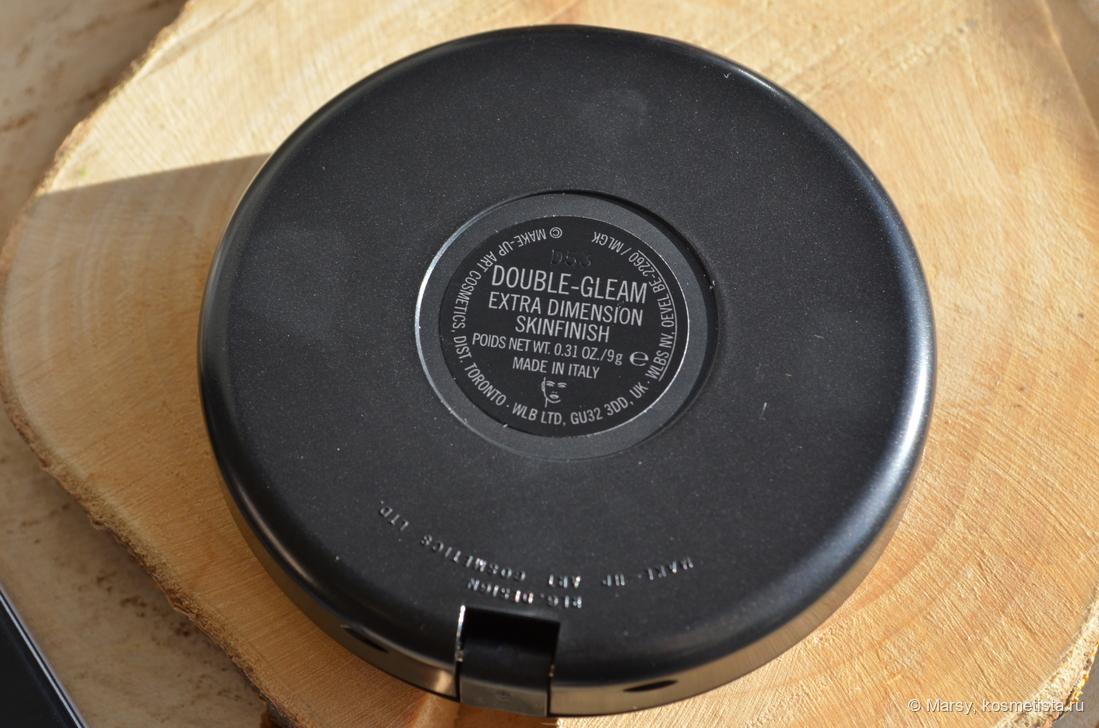 D53
DOUBLE-GLEAM
EXTRA DIMENSION
SKINFINISH
POIDS NET WT. 0.31 OZ./9g ℮
MADE IN ITALY
© MAKE-UP ART COSMETICS, DIST. TORONTO · WLB LTD, GU32 3DD, UK · WLBS NV, OEVEL BE-2260 / MLGK
MAKE-UP ART COSMETICS LTD.
REG.DESIGN
© Marsy, kosmetista.ru